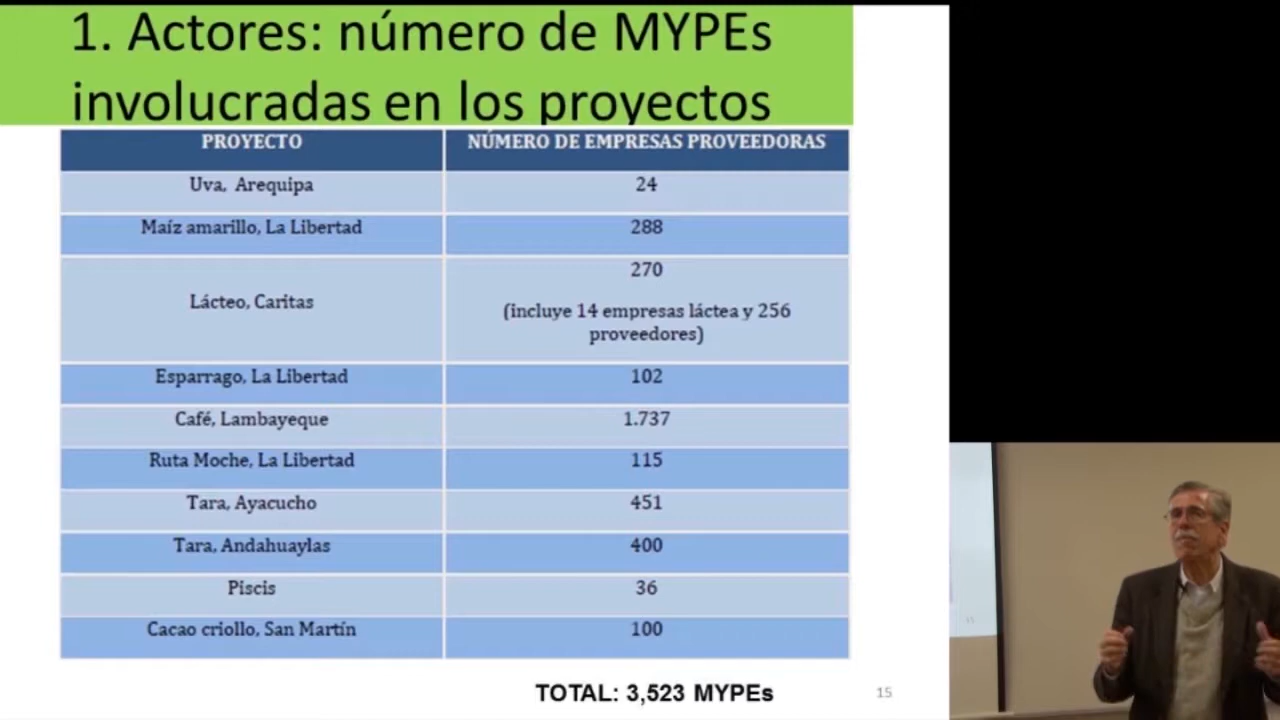 1. Actores: número de MYPEs
involucradas en los proyectos
PROYECTO NÚMERO DE EMPRESAS PROVEEDORAS
Uva, Arequipa 24
Maíz amarillo, La Libertad 288
Lácteo, Caritas 270
(incluye 14 empresas láctea y 256
proveedores)
Esparrago, La Libertad 102
Café, Lambayeque 1.737
Ruta Moche, La Libertad 115
Tara, Ayacucho 451
Tara, Andahuaylas 400
Piscis 36
Cacao criollo, San Martín 100
TOTAL: 3,523 MYPEs
15